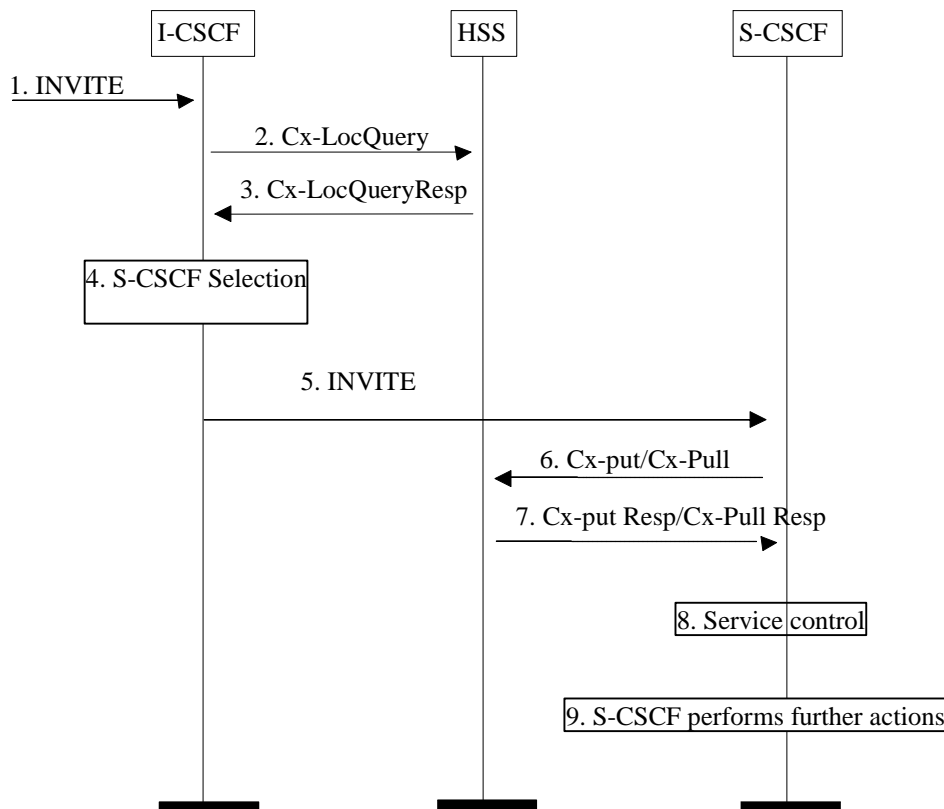 I-CSCF
HSS
S-CSCF
1. INVITE
2. Cx-LocQuery
3. Cx-LocQueryResp
4. S-CSCF Selection
5. INVITE
6. Cx-put/Cx-Pull
7. Cx-put Resp/Cx-Pull Resp
8. Service control
9. S-CSCF performs further actions